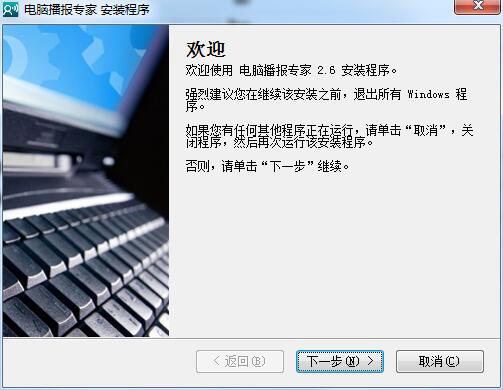 电脑播报专家 安装程序
欢迎
欢迎使用 电脑播报专家 2.6 安装程序。
强烈建议您在继续该安装之前，退出所有 Windows 程
序。
如果您有任何其他程序正在运行，请单击“取消”，关
闭程序，然后再次运行该安装程序。
否则，请单击“下一步”继续。
< 返回(B)
下一步(N) >
取消(C)